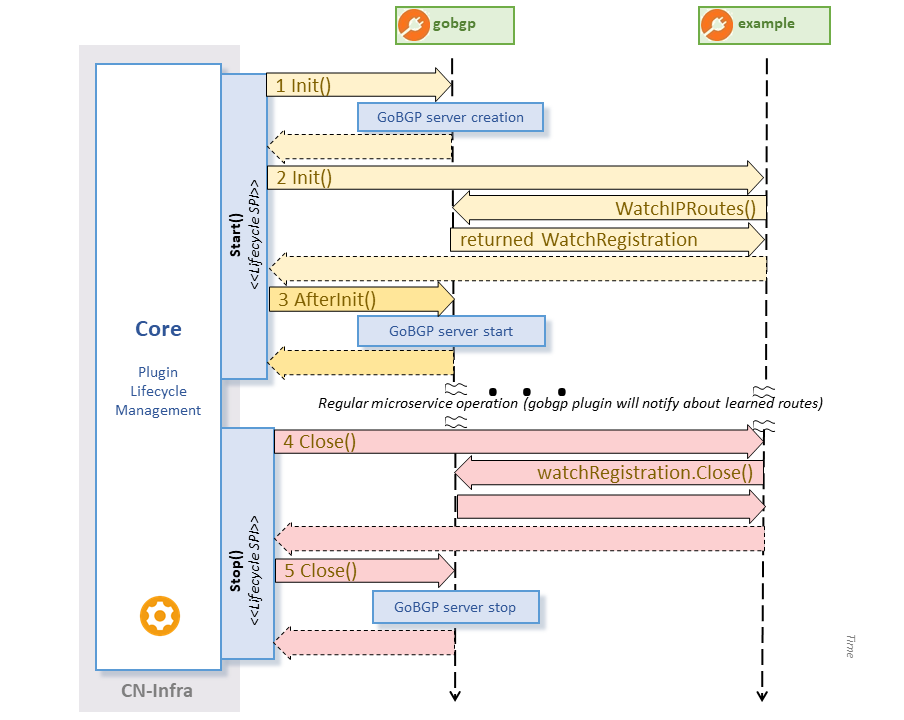 gobgp
example
1 Init()
GoBGP server creation
2 Init()
WatchIPRoutes()
returned WatchRegistration
Start()
<<Lifecycle SPI>>
3 AfterInit()
GoBGP server start
Core
Plugin
Lifecycle
Management
. . .
Regular microservice operation (gobgp plugin will notify about learned routes)
4 Close()
watchRegistration.Close()
Stop()
<<Lifecycle SPI>>
5 Close()
GoBGP server stop
Time
CN-Infra